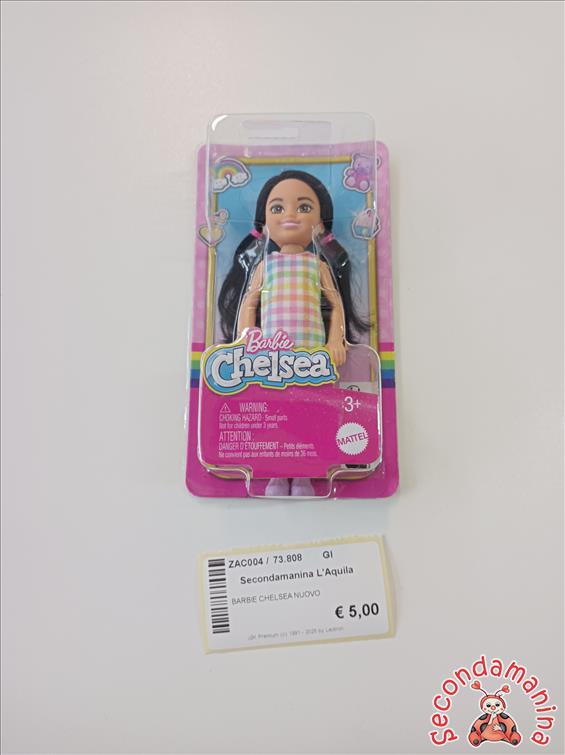 Barbie
Chelsea
WARNING:
CHOKING HAZARD - Small parts
Not for children under 3 years.
ATTENTION :
DANGER D'ÉTOUFFEMENT – Petits éléments.
Ne convient pas aux enfants de moins de 36 mois.
3+
MATTEL
ZAC004 / 73.808 GI
Secondamanina L'Aquila
BARBIE CHELSEA NUOVO
€ 5,00
Secondamanina